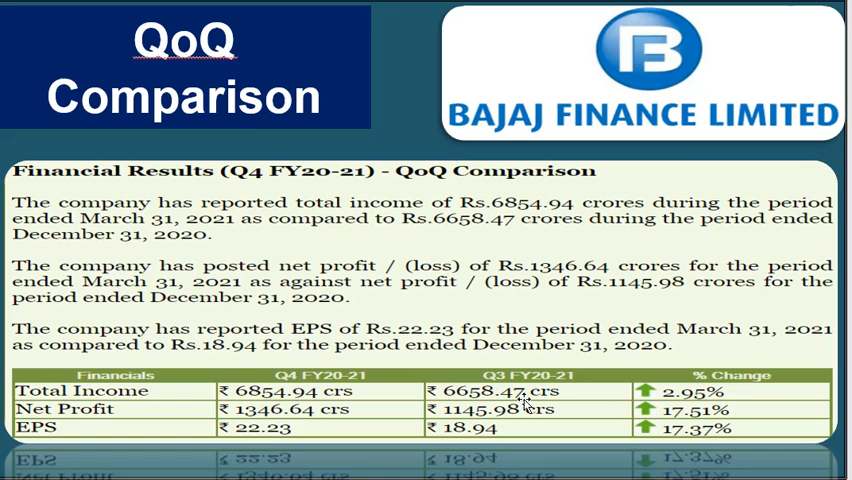 QoQ
Comparison
BAJAJ FINANCE LIMITED
Financial Results (Q4 FY20-21) - QoQ Comparison
The company has reported total income of Rs.6854.94 crores during the period
ended March 31, 2021 as compared to Rs.6658.47 crores during the period ended
December 31, 2020.
The company has posted net profit / (loss) of Rs.1346.64 crores for the period
ended March 31, 2021 as against net profit / (loss) of Rs.1145.98 crores for the
period ended December 31, 2020.
The company has reported EPS of Rs.22.23 for the period ended March 31, 2021
as compared to Rs.18.94 for the period ended December 31, 2020.
Financials Q4 FY20-21 Q3 FY20-21 % Change
Total Income ₹ 6854.94 crs ₹ 6658.47 crs 2.95%
Net Profit ₹ 1346.64 crs ₹ 1145.98 crs 17.51%
EPS ₹ 22.23 ₹ 18.94 17.37%